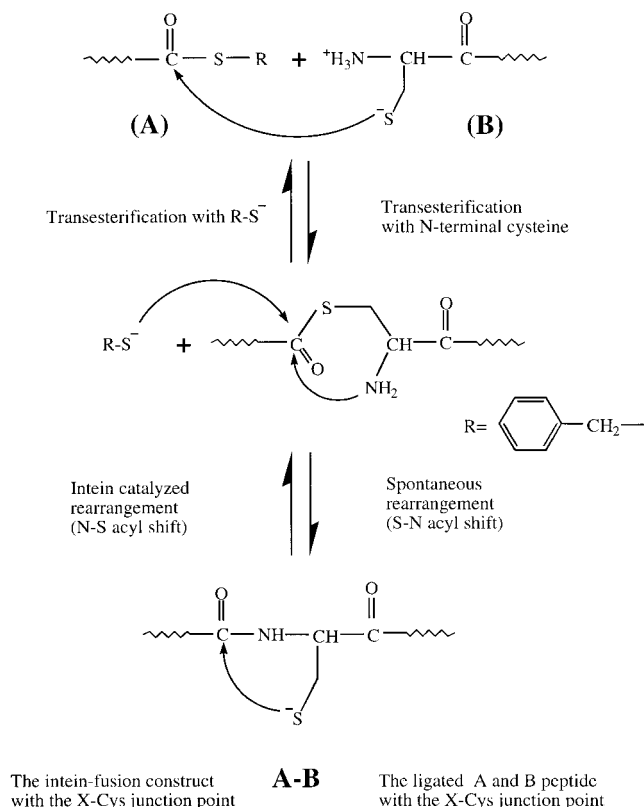 O
C — S — R + ⁺H₃N — CH — C
O
⁻S
(A) (B)
Transesterification with R-S⁻
Transesterification
with N-terminal cysteine
R-S⁻ +
S
C
O
CH — C
O
NH₂
R= CH₂
Intein catalyzed
rearrangement
(N-S acyl shift)
Spontaneous
rearrangement
(S-N acyl shift)
O
C — NH — CH — C
O
⁻S
A-B
The intein-fusion construct
with the X-Cys junction point
The ligated A and B peptide
with the X-Cys junction point